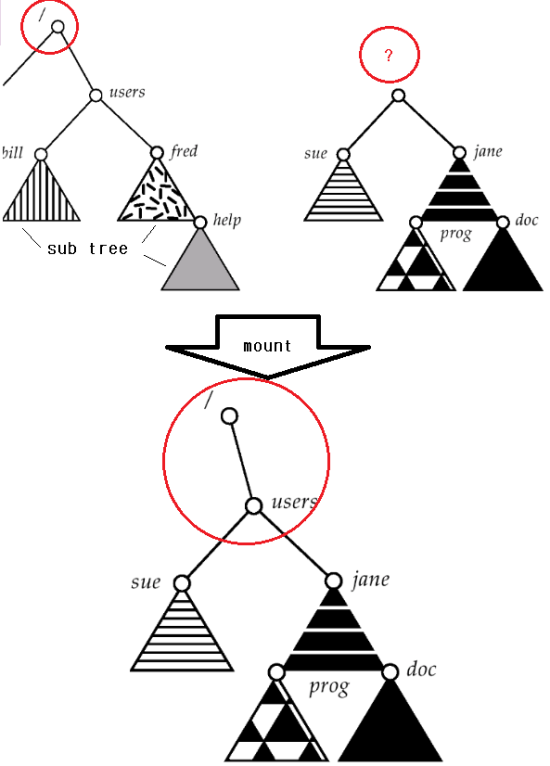 /
?
users
bill
fred
sue
jane
help
prog
doc
sub tree
mount
/
users
sue
jane
prog
doc